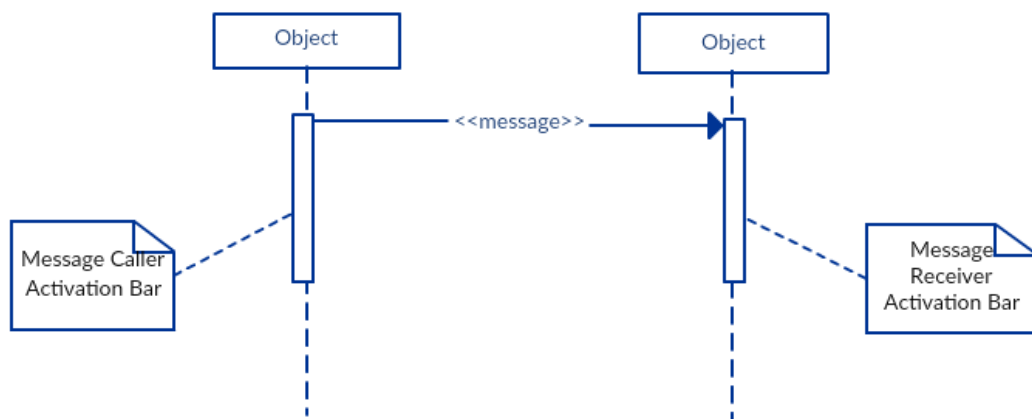 Object
Object
<<message>>
Message Caller
Activation Bar
Message
Receiver
Activation Bar